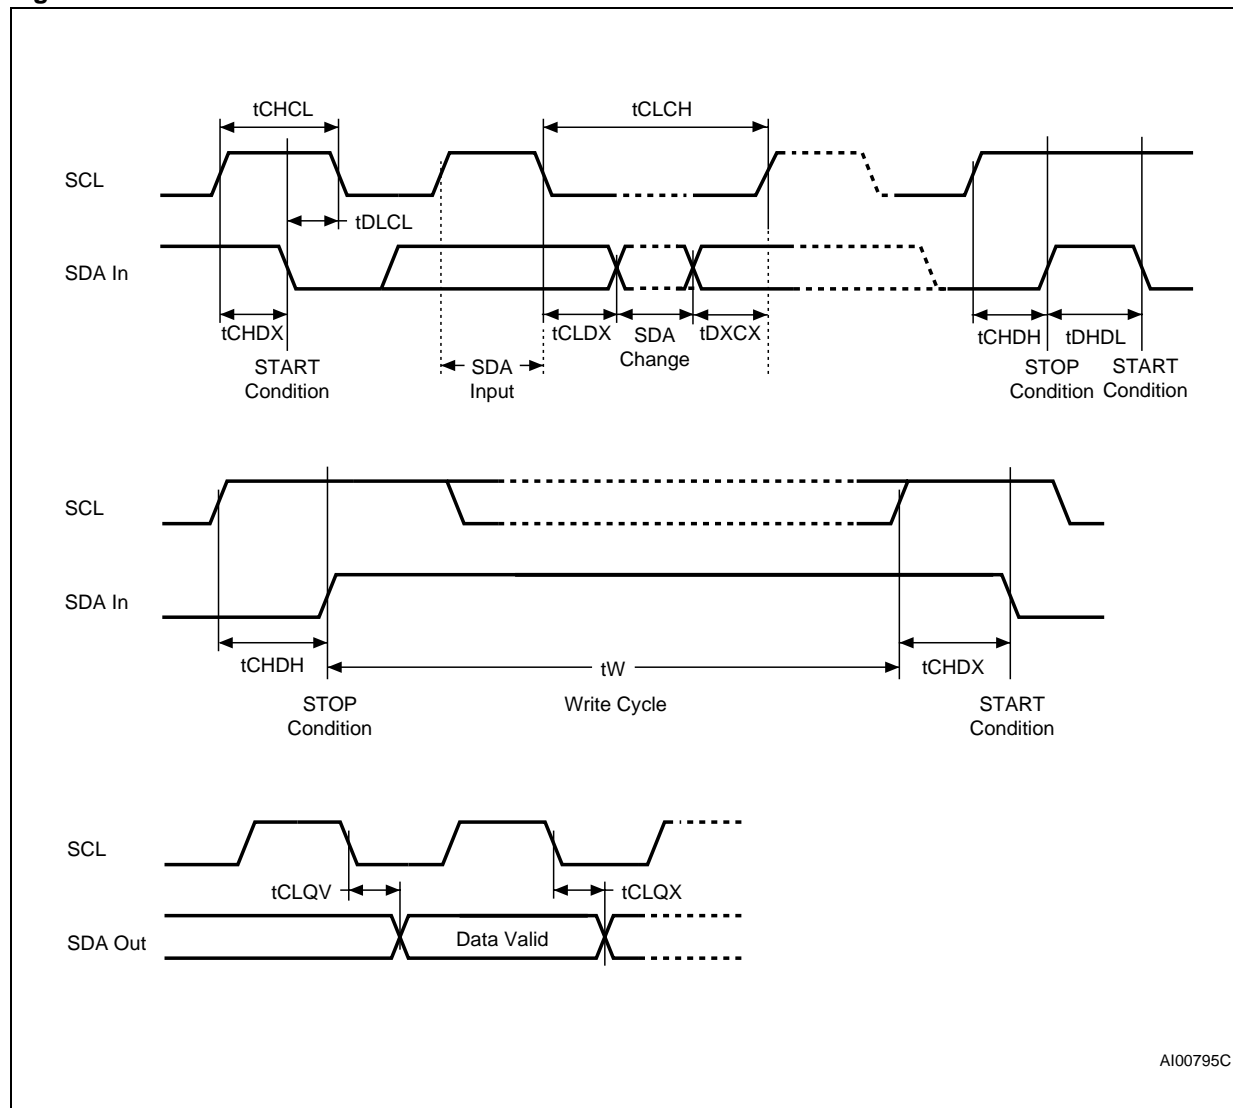 tCHCL
tCLCH
SCL
tDLCL
SDA In
tCHDX
tCLDX
SDA
Change
tDXCX
tCHDH
tDHDL
START
Condition
SDA
Input
STOP
Condition
START
Condition
SCL
SDA In
tCHDH
tW
tCHDX
STOP
Condition
Write Cycle
START
Condition
SCL
tCLQV
tCLQX
SDA Out
Data Valid
AI00795C